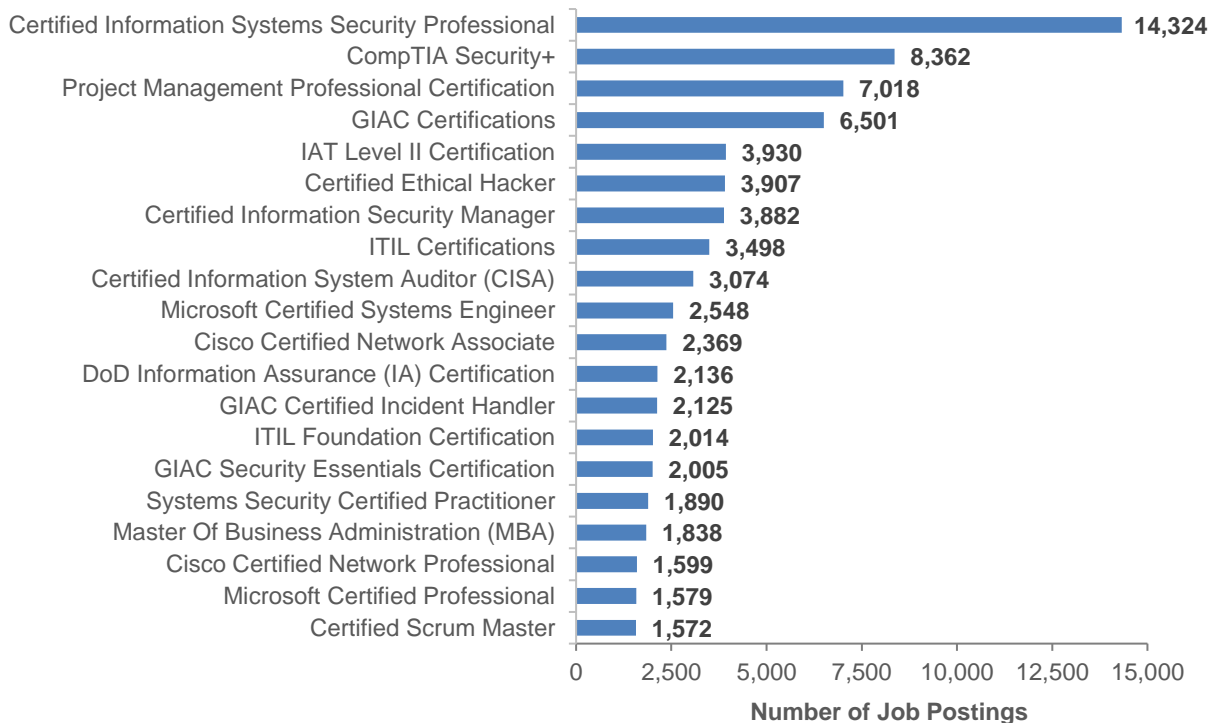 Certified Information Systems Security Professional 14,324
CompTIA Security+ 8,362
Project Management Professional Certification 7,018
GIAC Certifications 6,501
IAT Level II Certification 3,930
Certified Ethical Hacker 3,907
Certified Information Security Manager 3,882
ITIL Certifications 3,498
Certified Information System Auditor (CISA) 3,074
Microsoft Certified Systems Engineer 2,548
Cisco Certified Network Associate 2,369
DoD Information Assurance (IA) Certification 2,136
GIAC Certified Incident Handler 2,125
ITIL Foundation Certification 2,014
GIAC Security Essentials Certification 2,005
Systems Security Certified Practitioner 1,890
Master Of Business Administration (MBA) 1,838
Cisco Certified Network Professional 1,599
Microsoft Certified Professional 1,579
Certified Scrum Master 1,572
0 2,500 5,000 7,500 10,000 12,500 15,000
Number of Job Postings